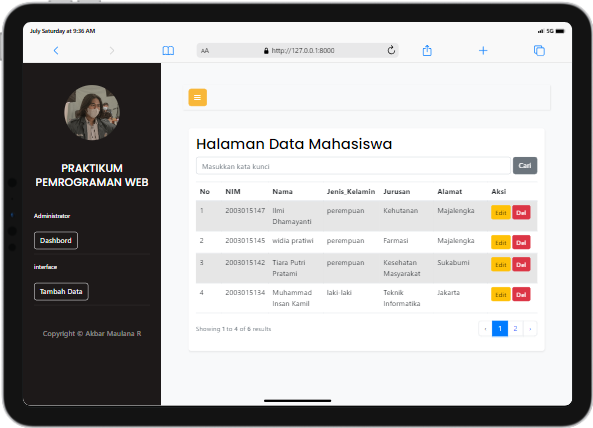 July Saturday at 9:36 AM
5G
AA
http://127.0.0.1:8000
PRAKTIKUM
PEMROGRAMAN WEB
Administrator
Dashbord
interface
Tambah Data
Copyright © Akbar Maulana R
Halaman Data Mahasiswa
Masukkan kata kunci
Cari
No NIM Nama Jenis_Kelamin Jurusan Alamat Aksi
1 2003015147 Ilmi Dhamayanti perempuan Kehutanan Majalengka Edit Del
2 2003015145 widia pratiwi perempuan Farmasi Majalengka Edit Del
3 2003015142 Tiara Putri Pratami perempuan Kesehatan Masyarakat Sukabumi Edit Del
4 2003015134 Muhammad Insan Kamil laki laki Teknik Informatika Jakarta Edit Del
Showing 1 to 4 of 6 results
‹ 1 2 ›